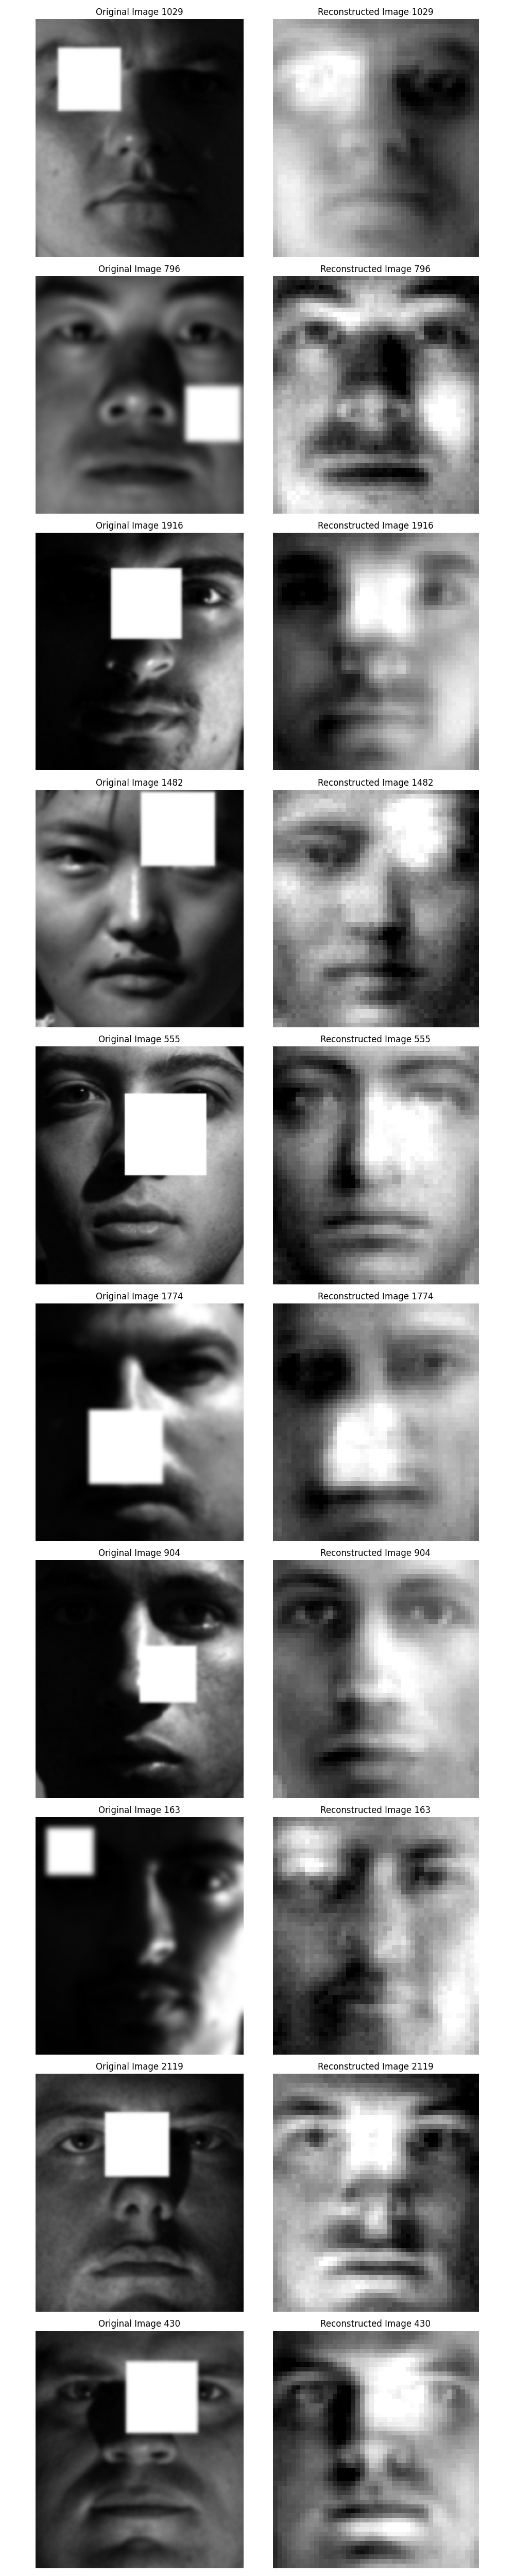 Original Image 1029
Reconstructed Image 1029
Original Image 796
Reconstructed Image 796
Original Image 1916
Reconstructed Image 1916
Original Image 1482
Reconstructed Image 1482
Original Image 555
Reconstructed Image 555
Original Image 1774
Reconstructed Image 1774
Original Image 904
Reconstructed Image 904
Original Image 163
Reconstructed Image 163
Original Image 2119
Reconstructed Image 2119
Original Image 430
Reconstructed Image 430